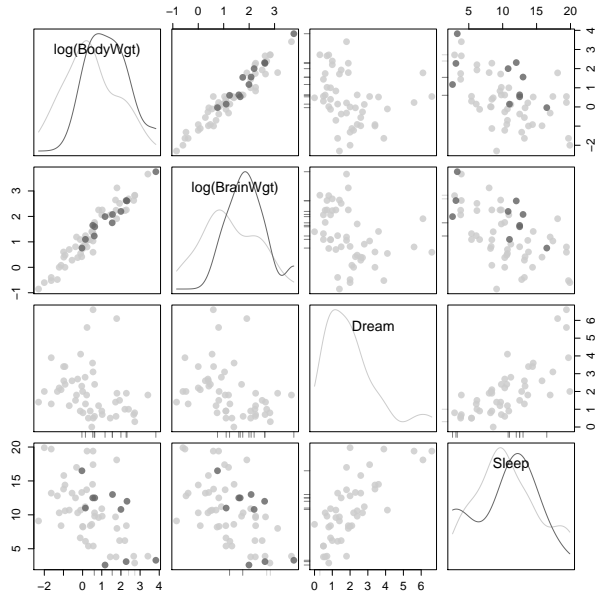 −1 0 1 2 3
5 10 15 20
log(BodyWgt)
−2 −1 0 1 2 3 4
−1 0 1 2 3
log(BrainWgt)
Dream
0 1 2 3 4 5 6
5 10 15 20
Sleep
−2 0 1 2 3 4
0 1 2 3 4 5 6